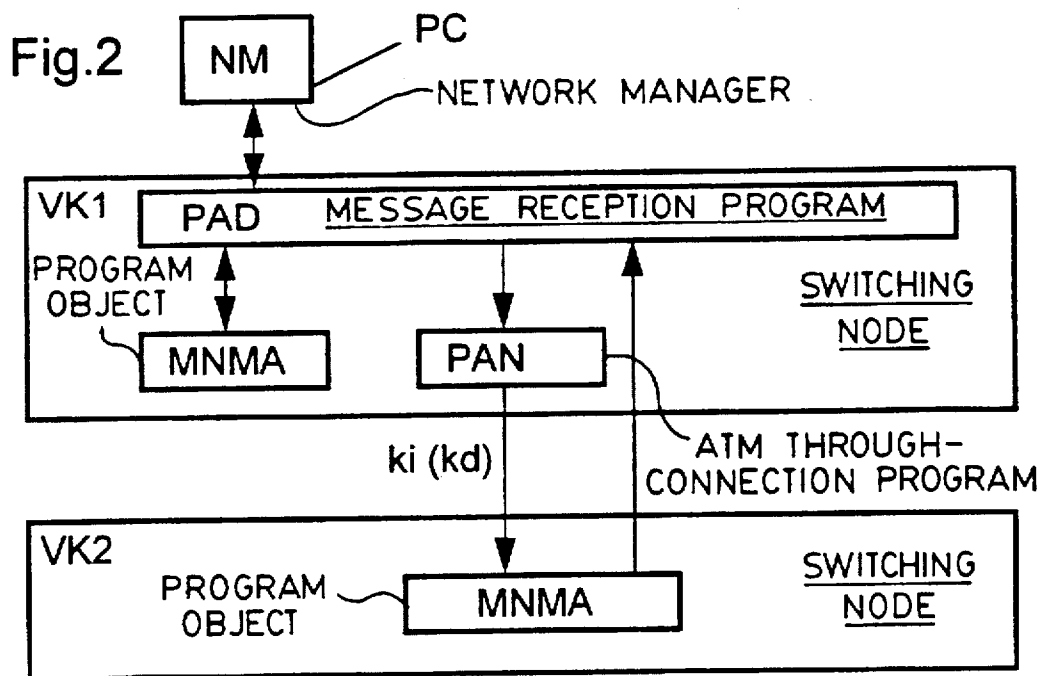 Fig.2
NM
PC
NETWORK MANAGER
VK1
PAD
MESSAGE RECEPTION PROGRAM
PROGRAM
OBJECT
MNMA
PAN
SWITCHING
NODE
ki (kd)
ATM THROUGH-
CONNECTION PROGRAM
VK2
PROGRAM
OBJECT
MNMA
SWITCHING
NODE